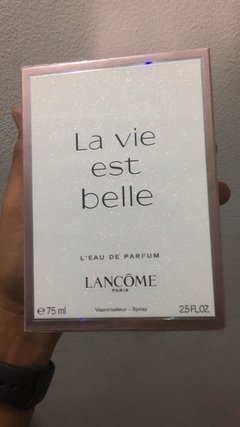 La vie
est
belle
L'EAU DE PARFUM
LANCÔME
PARIS
e 75 ml Vaporisateur - Spray 2.5 FL.OZ.